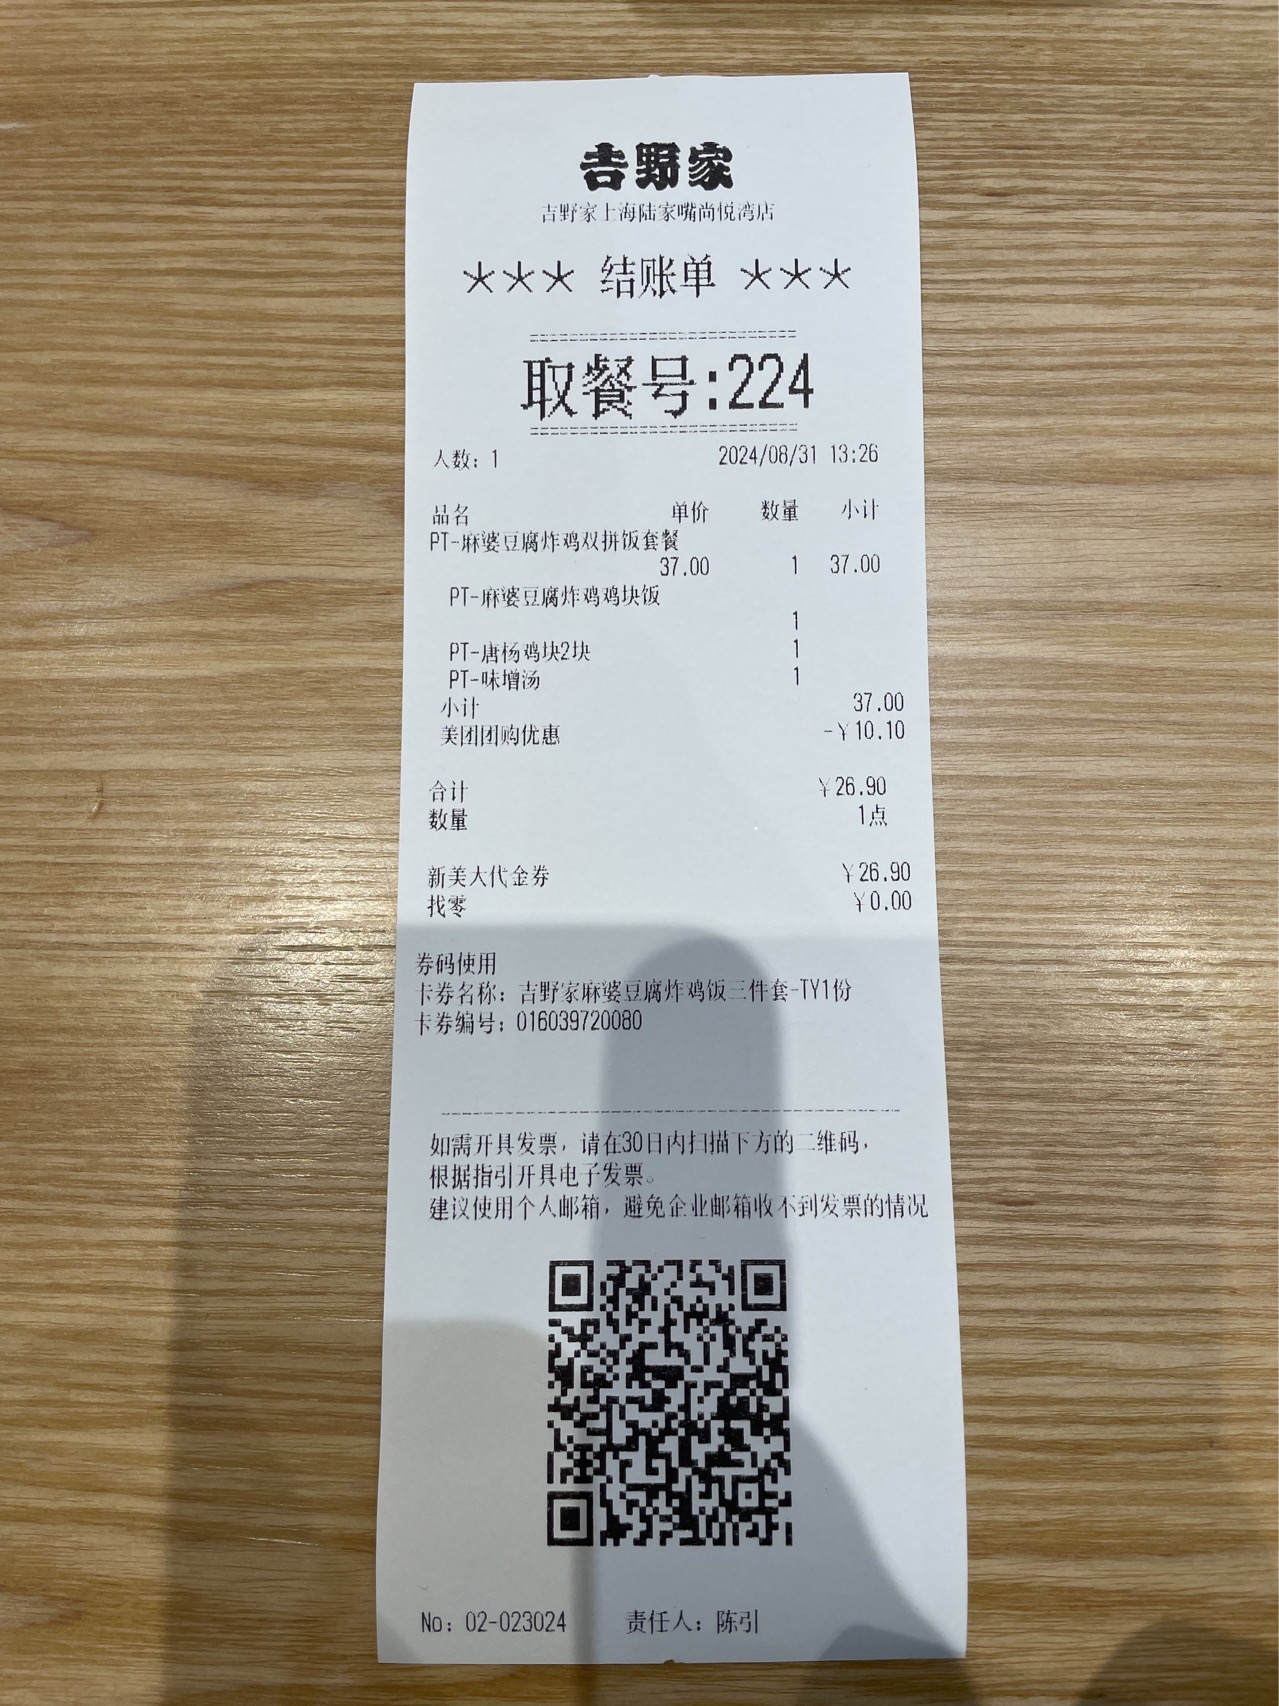 吉野家
吉野家上海陆家嘴尚悦湾店
*** 结账单 ***
取餐号:224
人数: 1 2024/08/31 13:26
品名 单价 数量 小计
PT-麻婆豆腐炸鸡双拼饭套餐
37.00 1 37.00
PT-麻婆豆腐炸鸡鸡块饭
1
PT-唐杨鸡块2块 1
PT-味增汤 1
小计 37.00
美团团购优惠 -¥10.10
合计 ¥26.90
数量 1点
新美大代金券 ¥26.90
找零 ¥0.00
券码使用
卡券名称: 吉野家麻婆豆腐炸鸡饭三件套-TY1份
卡券编号: 016039720080
如需开具发票, 请在30日内扫描下方的二维码,
根据指引开具电子发票。
建议使用个人邮箱, 避免企业邮箱收不到发票的情况
No: 02-023024 责任人: 陈引